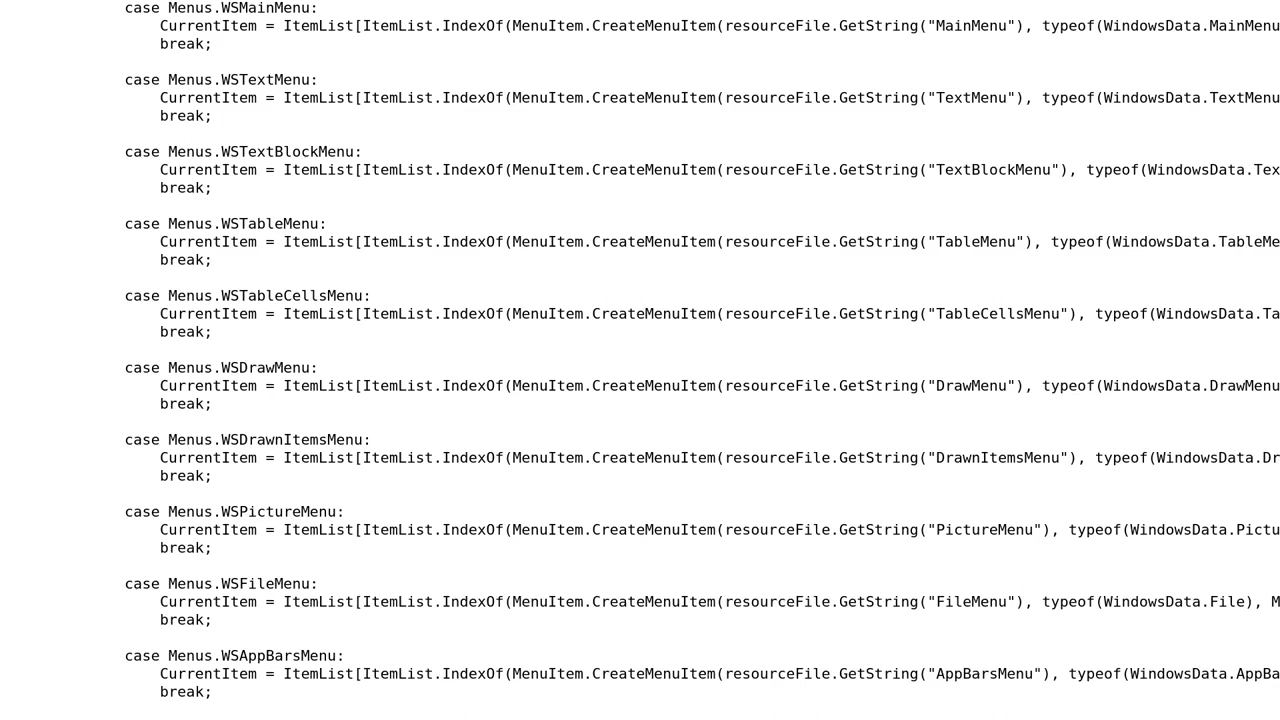 case Menus.WSMainMenu:
CurrentItem = ItemList[ItemList.IndexOf(MenuItem.CreateMenuItem(resourceFile.GetString("MainMenu"), typeof(WindowsData.MainMenu
break;
case Menus.WSTextMenu:
CurrentItem = ItemList[ItemList.IndexOf(MenuItem.CreateMenuItem(resourceFile.GetString("TextMenu"), typeof(WindowsData.TextMenu
break;
case Menus.WSTextBlockMenu:
CurrentItem = ItemList[ItemList.IndexOf(MenuItem.CreateMenuItem(resourceFile.GetString("TextBlockMenu"), typeof(WindowsData.Tex
break;
case Menus.WSTableMenu:
CurrentItem = ItemList[ItemList.IndexOf(MenuItem.CreateMenuItem(resourceFile.GetString("TableMenu"), typeof(WindowsData.TableMe
break;
case Menus.WSTableCellsMenu:
CurrentItem = ItemList[ItemList.IndexOf(MenuItem.CreateMenuItem(resourceFile.GetString("TableCellsMenu"), typeof(WindowsData.Ta
break;
case Menus.WSDrawMenu:
CurrentItem = ItemList[ItemList.IndexOf(MenuItem.CreateMenuItem(resourceFile.GetString("DrawMenu"), typeof(WindowsData.DrawMenu
break;
case Menus.WSDrawnItemsMenu:
CurrentItem = ItemList[ItemList.IndexOf(MenuItem.CreateMenuItem(resourceFile.GetString("DrawnItemsMenu"), typeof(WindowsData.Dr
break;
case Menus.WSPictureMenu:
CurrentItem = ItemList[ItemList.IndexOf(MenuItem.CreateMenuItem(resourceFile.GetString("PictureMenu"), typeof(WindowsData.Pictu
break;
case Menus.WSFileMenu:
CurrentItem = ItemList[ItemList.IndexOf(MenuItem.CreateMenuItem(resourceFile.GetString("FileMenu"), typeof(WindowsData.File), M
break;
case Menus.WSAppBarsMenu:
CurrentItem = ItemList[ItemList.IndexOf(MenuItem.CreateMenuItem(resourceFile.GetString("AppBarsMenu"), typeof(WindowsData.AppBa
break;